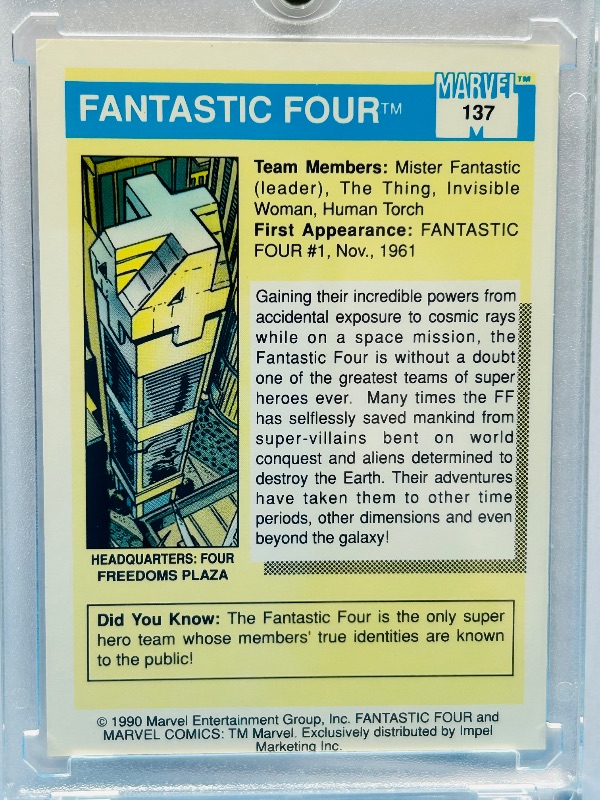 MARVEL™
FANTASTIC FOUR™
137
Team Members: Mister Fantastic
(leader), The Thing, Invisible
Woman, Human Torch
First Appearance: FANTASTIC
FOUR #1, Nov., 1961
4
Gaining their incredible powers from
accidental exposure to cosmic rays
while on a space mission, the
Fantastic Four is without a doubt
one of the greatest teams of super
heroes ever. Many times the FF
has selflessly saved mankind from
super-villains bent on world
conquest and aliens determined to
destroy the Earth. Their adventures
have taken them to other time
periods, other dimensions and even
beyond the galaxy!
HEADQUARTERS: FOUR
FREEDOMS PLAZA
Did You Know: The Fantastic Four is the only super
hero team whose members' true identities are known
to the public!
© 1990 Marvel Entertainment Group, Inc. FANTASTIC FOUR and
MARVEL COMICS: TM Marvel. Exclusively distributed by Impel
Marketing Inc.